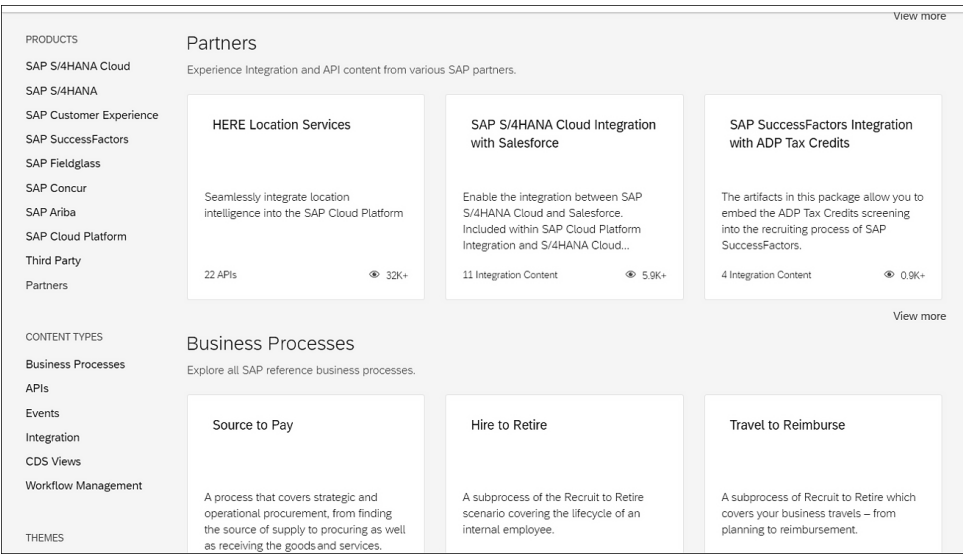 View more
PRODUCTS
SAP S/4HANA Cloud
SAP S/4HANA
SAP Customer Experience
SAP SuccessFactors
SAP Fieldglass
SAP Concur
SAP Ariba
SAP Cloud Platform
Third Party
Partners
CONTENT TYPES
Business Processes
APIs
Events
Integration
CDS Views
Workflow Management
THEMES
Partners
Experience Integration and API content from various SAP partners.
HERE Location Services
Seamlessly integrate location
intelligence into the SAP Cloud Platform
22 APIs
32K+
SAP S/4HANA Cloud Integration
with Salesforce
Enable the integration between SAP
S/4HANA Cloud and Salesforce.
Included within SAP Cloud Platform
Integration and S/4HANA Cloud...
11 Integration Content
5.9K+
SAP SuccessFactors Integration
with ADP Tax Credits
The artifacts in this package allow you to
embed the ADP Tax Credits screening
into the recruiting process of SAP
SuccessFactors.
4 Integration Content
0.9K+
View more
Business Processes
Explore all SAP reference business processes.
Source to Pay
A process that covers strategic and
operational procurement, from finding
the source of supply to procuring as well
as receiving the goods and services.
Hire to Retire
A subprocess of the Recruit to Retire
scenario covering the lifecycle of an
internal employee.
Travel to Reimburse
A subprocess of Recruit to Retire which
covers your business travels – from
planning to reimbursement.